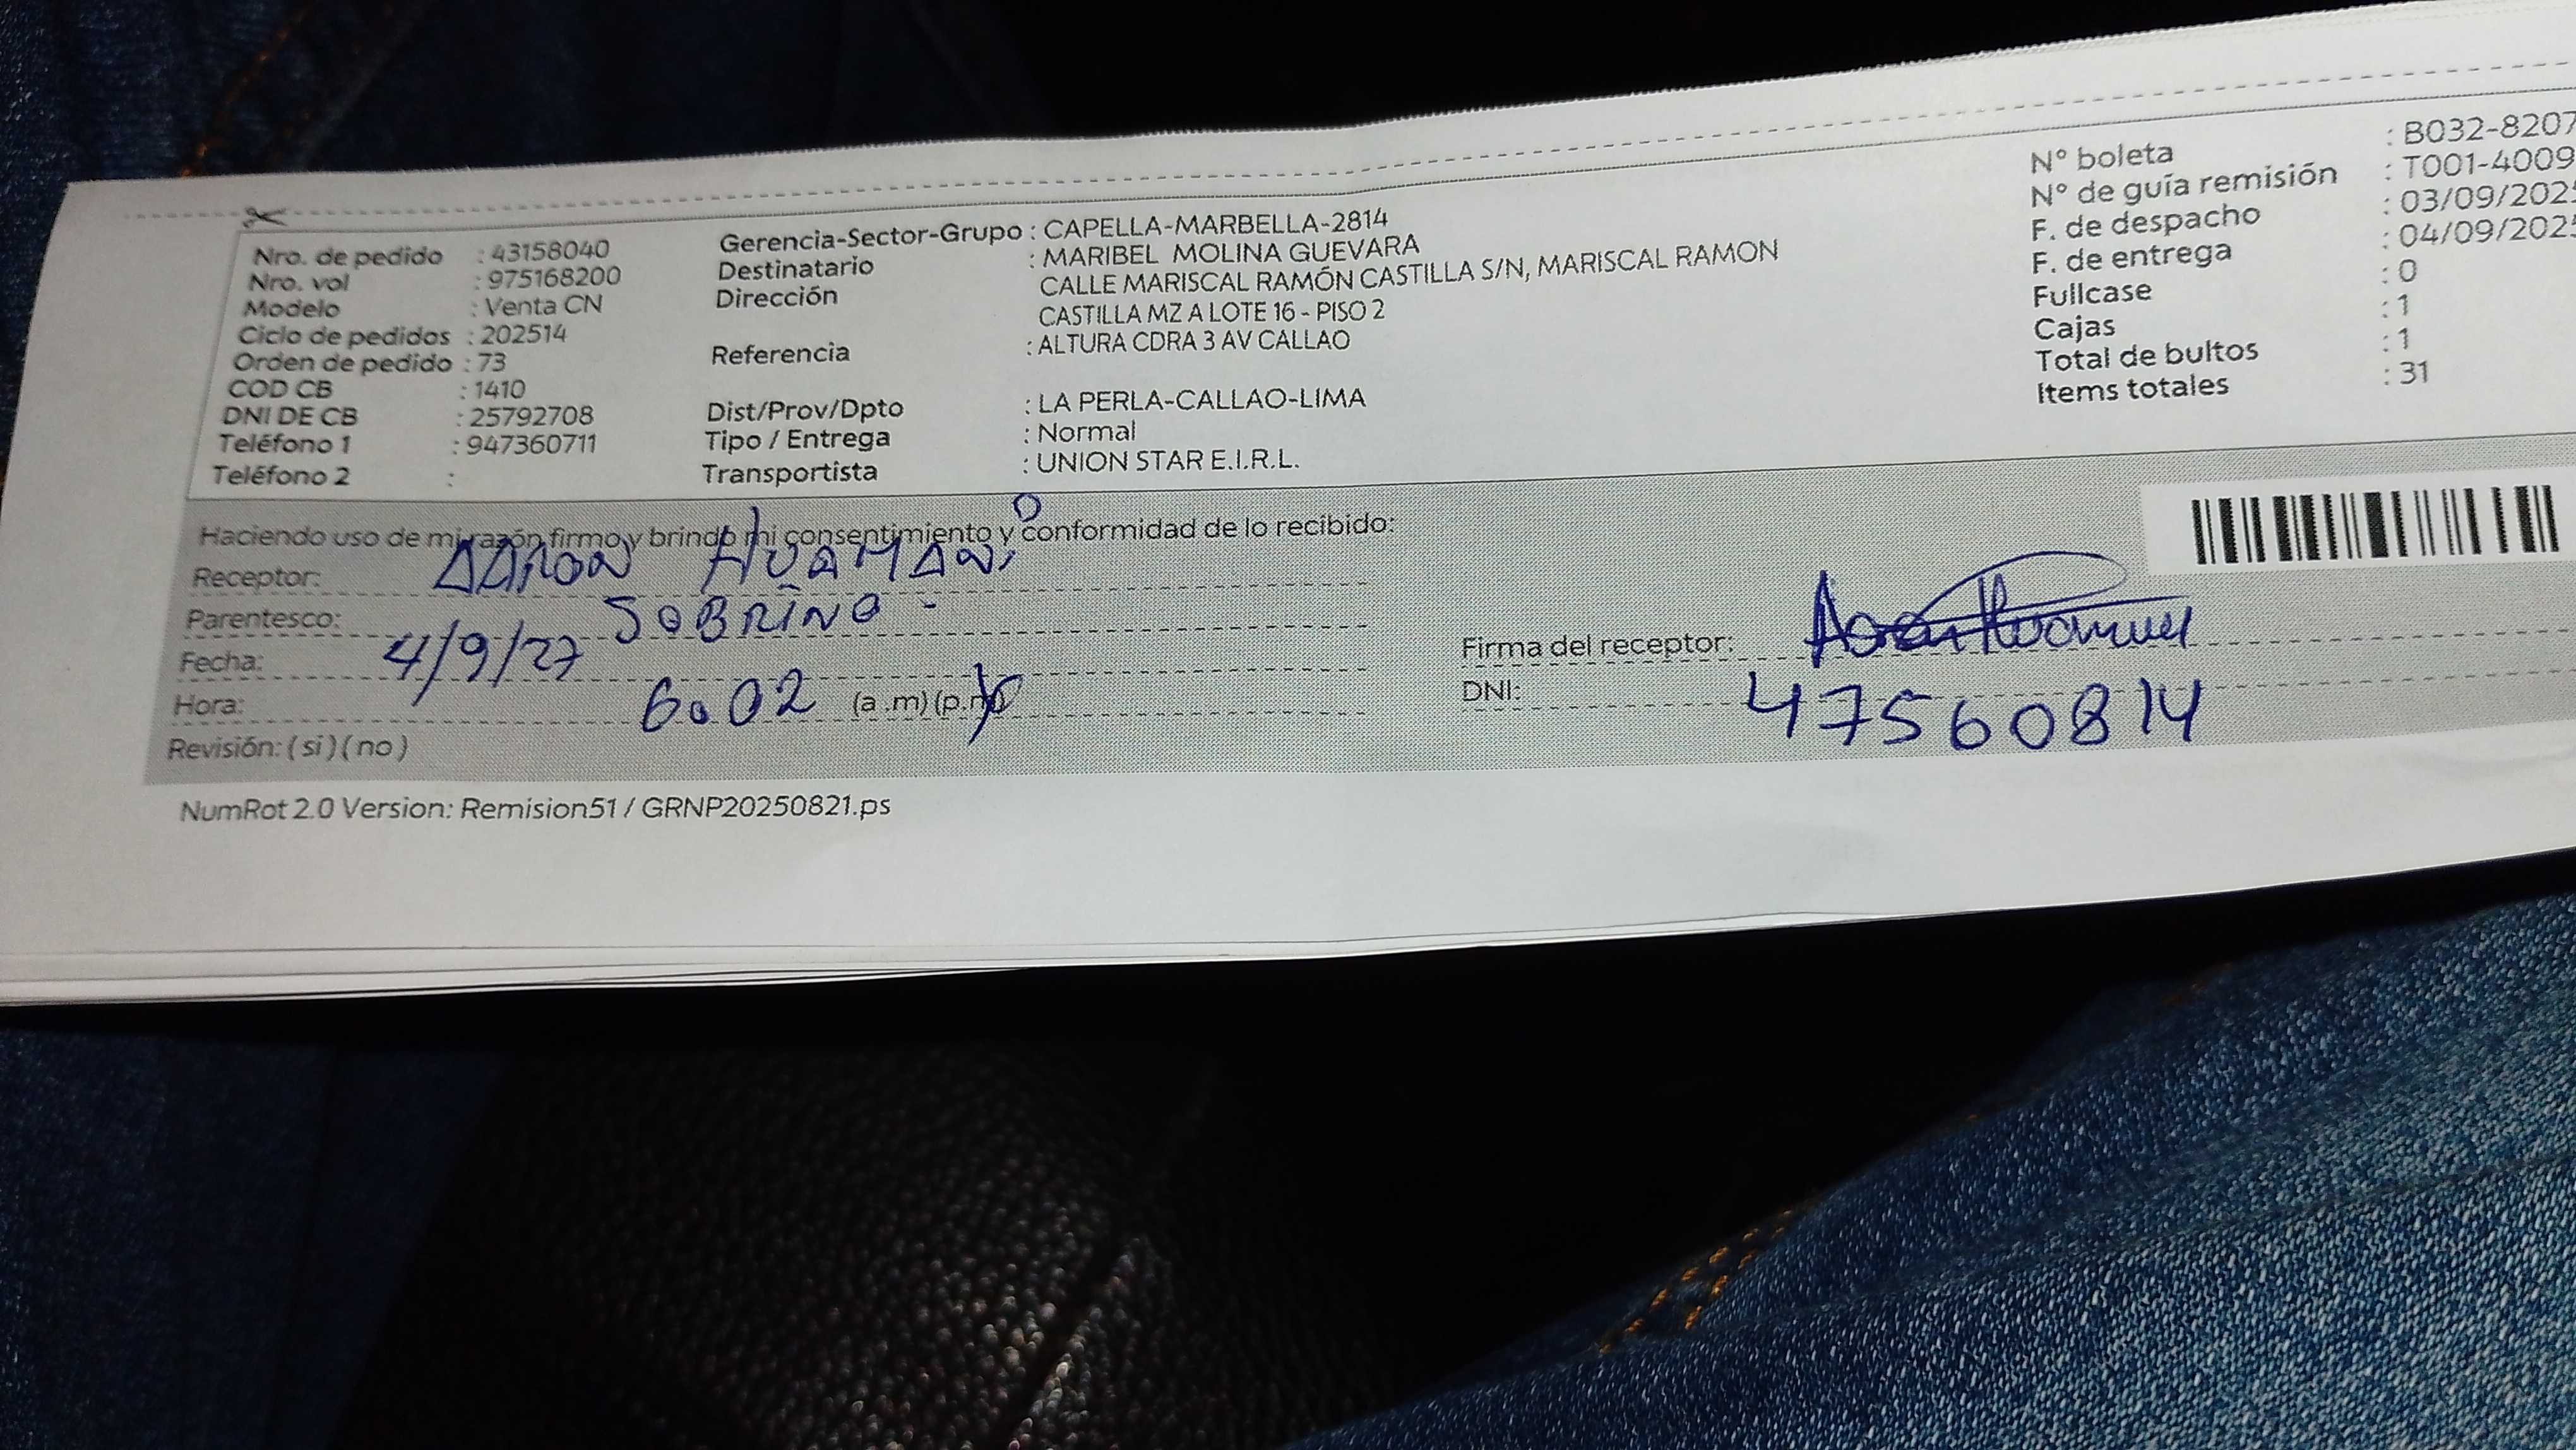 Nro. de pedido : 43158040
Nro. vol : 975168200
Modelo : Venta CN
Ciclo de pedidos : 202514
Orden de pedido : 73
COD CB : 1410
DNI DE CB : 25792708
Teléfono 1 : 947360711
Teléfono 2 :
Gerencia-Sector-Grupo : CAPELLA-MARBELLA-2814
Destinatario : MARIBEL MOLINA GUEVARA
Dirección CALLE MARISCAL RAMÓN CASTILLA S/N, MARISCAL RAMON
CASTILLA MZ A LOTE 16 - PISO 2
Referencia : ALTURA CDRA 3 AV CALLAO
Dist/Prov/Dpto : LA PERLA-CALLAO-LIMA
Tipo / Entrega : Normal
Transportista : UNION STAR E.I.R.L.
N° boleta : B032-8207
N° de guía remisión : T001-4009
F. de despacho : 03/09/202
F. de entrega : 04/09/202
Fullcase : 0
Cajas : 1
Total de bultos : 1
Items totales : 31
Haciendo uso de mi razón firmo y brindo mi consentimiento y conformidad de lo recibido:
Receptor: AARON HUAMAN
Parentesco: SOBRINO -
Fecha: 4/9/27
Hora: 6.02 (a.m) (p.m)
Revisión: ( si ) ( no )
Firma del receptor:
DNI: 47560814
NumRot 2.0 Version: Remision51 / GRNP20250821.ps